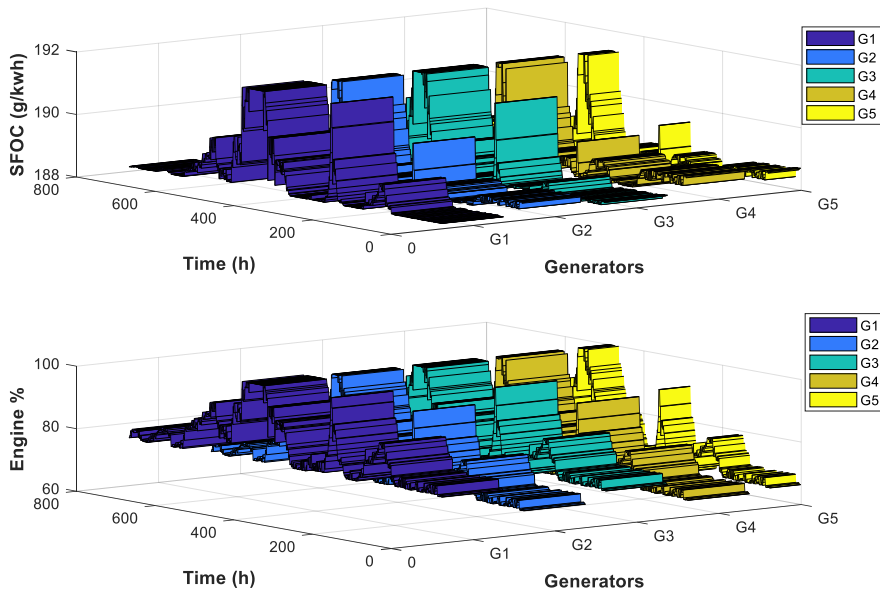 192
190
188
SFOC (g/kwh)
800
600
400
200
0
Time (h)
0
G1
G2
G3
G4
G5
Generators
G1
G2
G3
G4
G5
100
80
60
Engine %
800
600
400
200
0
Time (h)
0
G1
G2
G3
G4
G5
Generators
G1
G2
G3
G4
G5